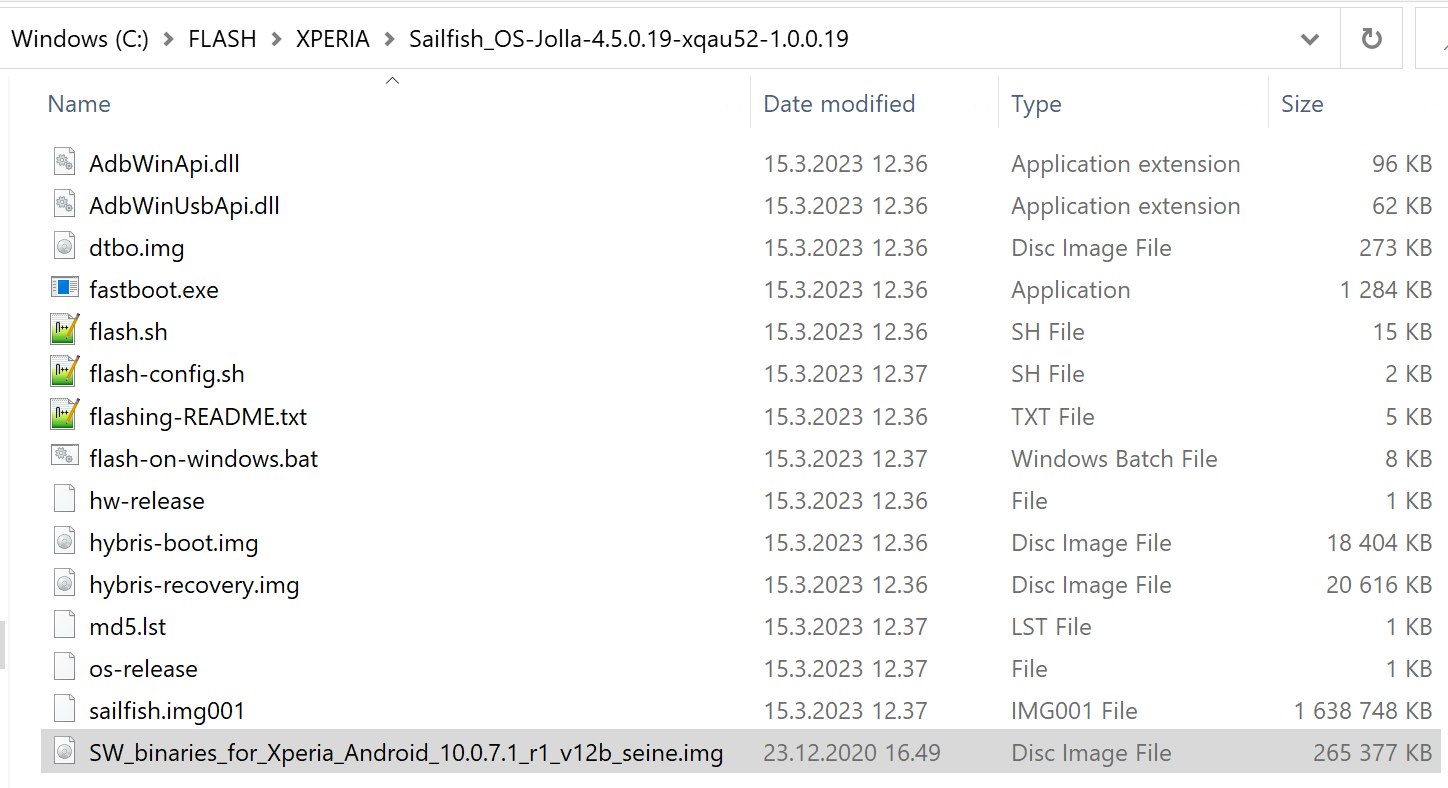 Windows (C:) > FLASH > XPERIA > Sailfish_OS-Jolla-4.5.0.19-xqau52-1.0.0.19
Name Date modified Type Size
AdbWinApi.dll 15.3.2023 12.36 Application extension 96 KB
AdbWinUsbApi.dll 15.3.2023 12.36 Application extension 62 KB
dtbo.img 15.3.2023 12.36 Disc Image File 273 KB
fastboot.exe 15.3.2023 12.36 Application 1 284 KB
flash.sh 15.3.2023 12.36 SH File 15 KB
flash-config.sh 15.3.2023 12.37 SH File 2 KB
flashing-README.txt 15.3.2023 12.36 TXT File 5 KB
flash-on-windows.bat 15.3.2023 12.37 Windows Batch File 8 KB
hw-release 15.3.2023 12.36 File 1 KB
hybris-boot.img 15.3.2023 12.36 Disc Image File 18 404 KB
hybris-recovery.img 15.3.2023 12.36 Disc Image File 20 616 KB
md5.lst 15.3.2023 12.37 LST File 1 KB
os-release 15.3.2023 12.37 File 1 KB
sailfish.img001 15.3.2023 12.37 IMG001 File 1 638 748 KB
SW_binaries_for_Xperia_Android_10.0.7.1_r1_v12b_seine.img 23.12.2020 16.49 Disc Image File 265 377 KB